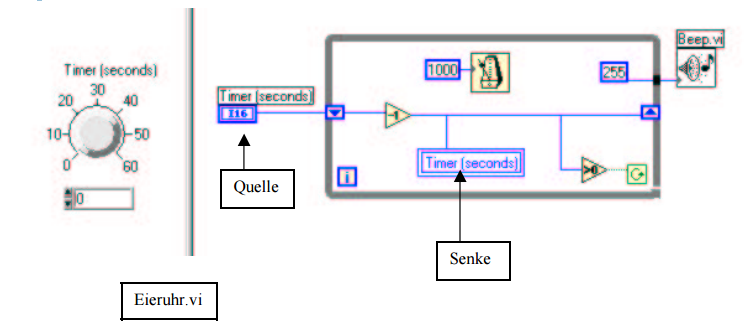 Timer (seconds)
0
10
20
30
40
50
60
0
Timer (seconds)
I16
Quelle
1000
255
Beep.vi
-1
Timer (seconds)
>0
i
Senke
Eieruhr.vi